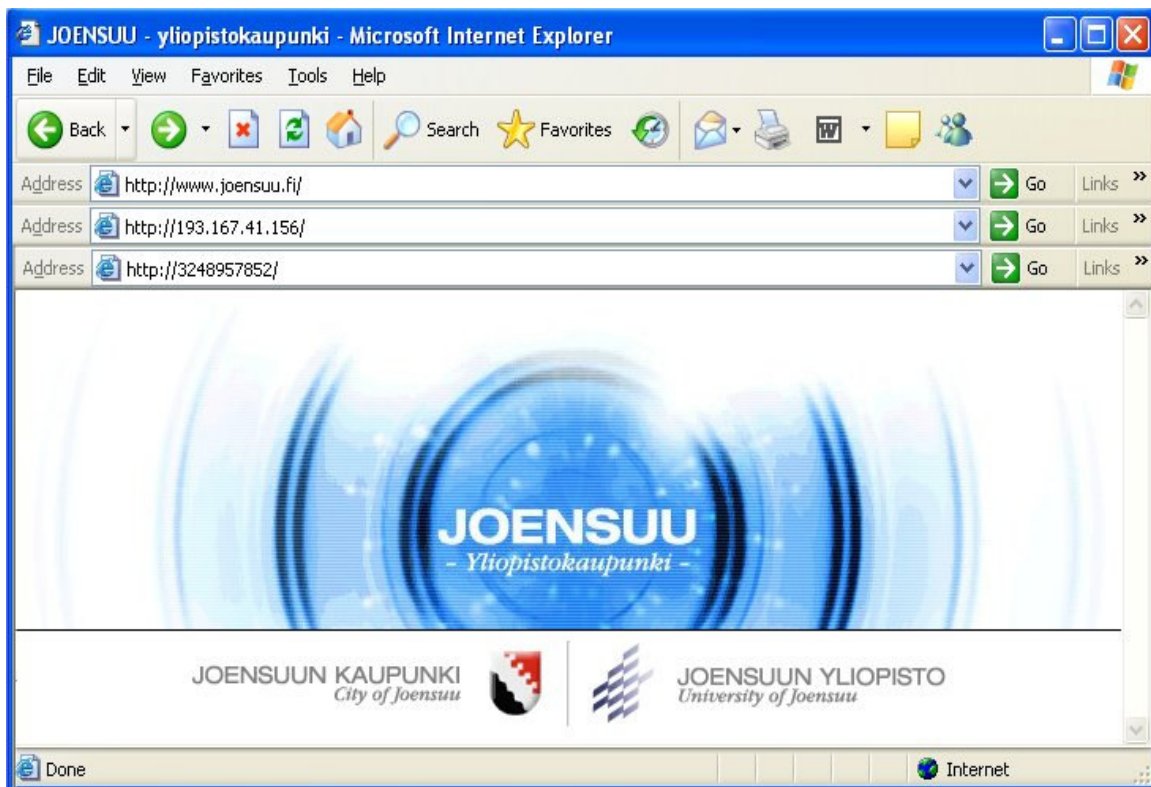 JOENSUU - yliopistokaupunki - Microsoft Internet Explorer
File Edit View Favorites Tools Help
Back Search Favorites
Address http://www.joensuu.fi/ Go Links »
Address http://193.167.41.156/ Go Links »
Address http://3248957852/ Go Links »
JOENSUU
- Yliopistokaupunki -
JOENSUUN KAUPUNKI JOENSUUN YLIOPISTO
City of Joensuu University of Joensuu
Done Internet